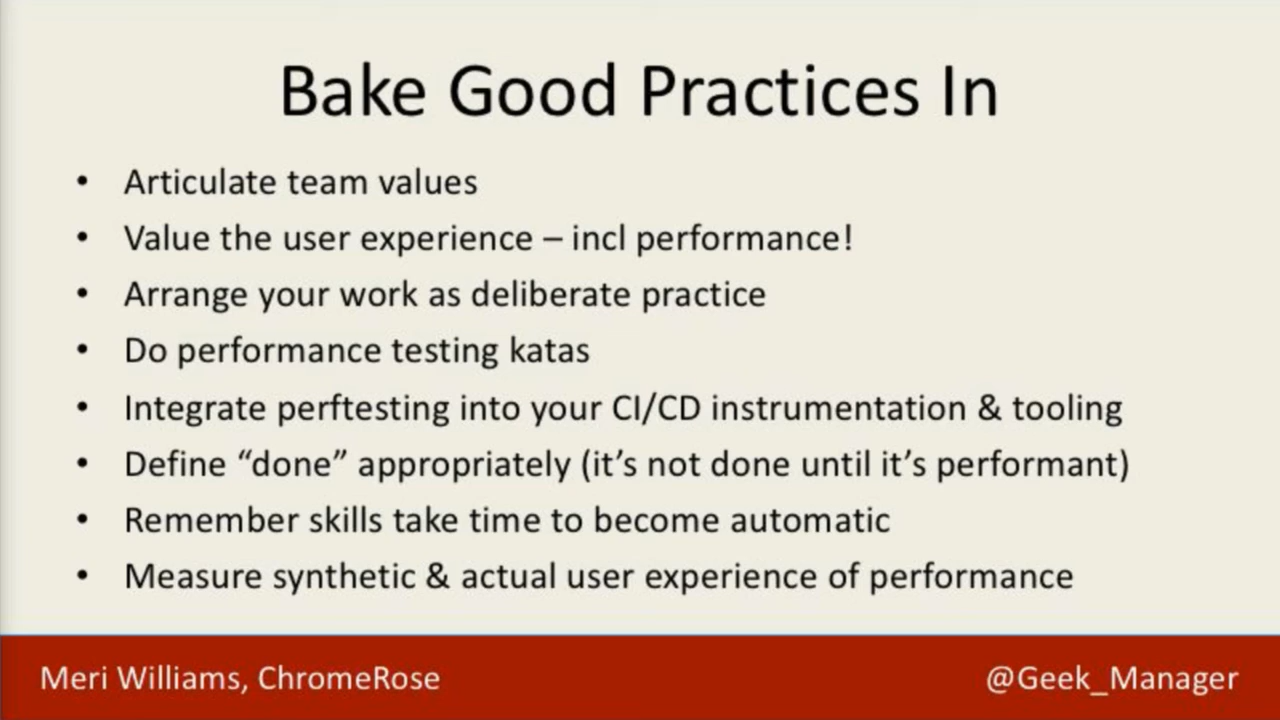 Bake Good Practices In
• Articulate team values
• Value the user experience – incl performance!
• Arrange your work as deliberate practice
• Do performance testing katas
• Integrate perftesting into your CI/CD instrumentation & tooling
• Define “done” appropriately (it’s not done until it’s performant)
• Remember skills take time to become automatic
• Measure synthetic & actual user experience of performance
Meri Williams, ChromeRose
@Geek_Manager